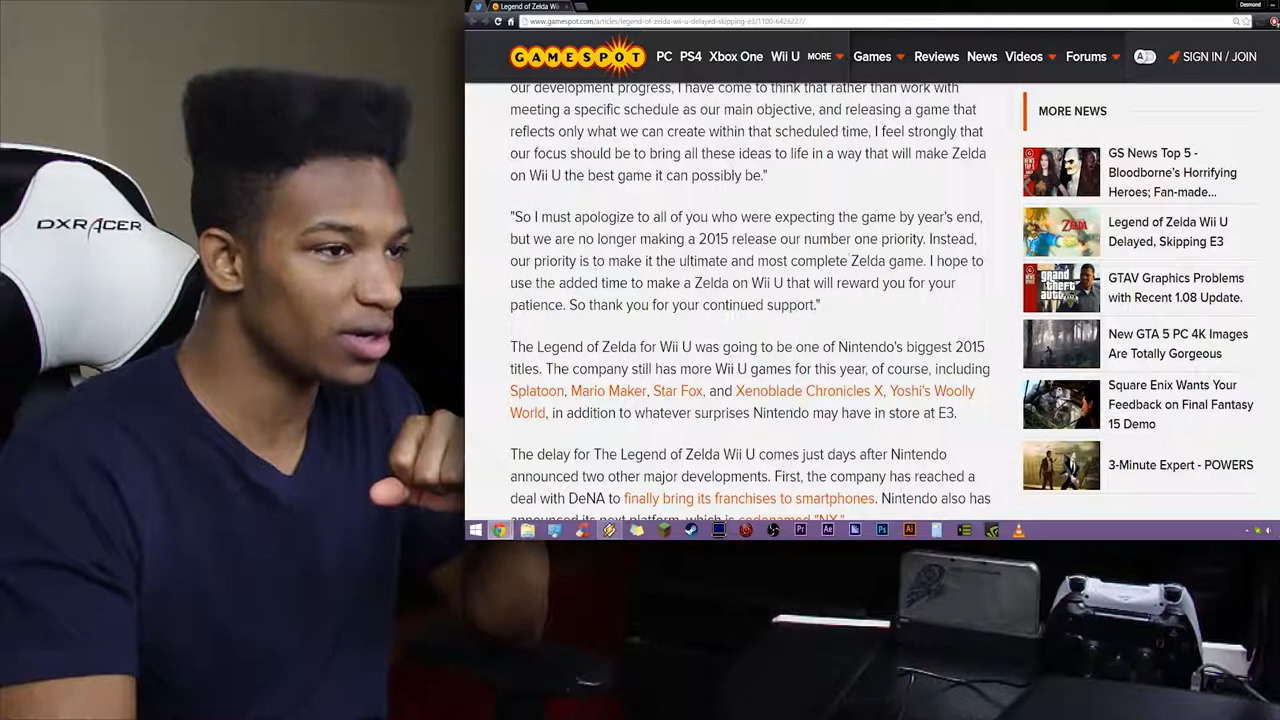 Legend of Zelda Wii U
Desmond
www.gamespot.com/articles/legend-of-zelda-wii-u-delayed-skipping-e3/1100-6426227/
GAMESPOT PC PS4 Xbox One Wii U MORE Games Reviews News Videos Forums SIGN IN / JOIN
our development progress, I have come to think that rather than work with
meeting a specific schedule as our main objective, and releasing a game that
reflects only what we can create within that scheduled time, I feel strongly that
our focus should be to bring all these ideas to life in a way that will make Zelda
on Wii U the best game it can possibly be."
"So I must apologize to all of you who were expecting the game by year's end,
but we are no longer making a 2015 release our number one priority. Instead,
our priority is to make it the ultimate and most complete Zelda game. I hope to
use the added time to make a Zelda on Wii U that will reward you for your
patience. So thank you for your continued support."
The Legend of Zelda for Wii U was going to be one of Nintendo's biggest 2015
titles. The company still has more Wii U games for this year, of course, including
Splatoon, Mario Maker, Star Fox, and Xenoblade Chronicles X, Yoshi's Woolly
World, in addition to whatever surprises Nintendo may have in store at E3.
The delay for The Legend of Zelda Wii U comes just days after Nintendo
announced two other major developments. First, the company has reached a
deal with DeNA to finally bring its franchises to smartphones. Nintendo also has
announced its next platform, which is codenamed "NX."
MORE NEWS
GS News Top 5 -
Bloodborne's Horrifying
Heroes; Fan-made...
Legend of Zelda Wii U
Delayed, Skipping E3
GTAV Graphics Problems
with Recent 1.08 Update.
New GTA 5 PC 4K Images
Are Totally Gorgeous
Square Enix Wants Your
Feedback on Final Fantasy
15 Demo
3-Minute Expert - POWERS
DXRACER